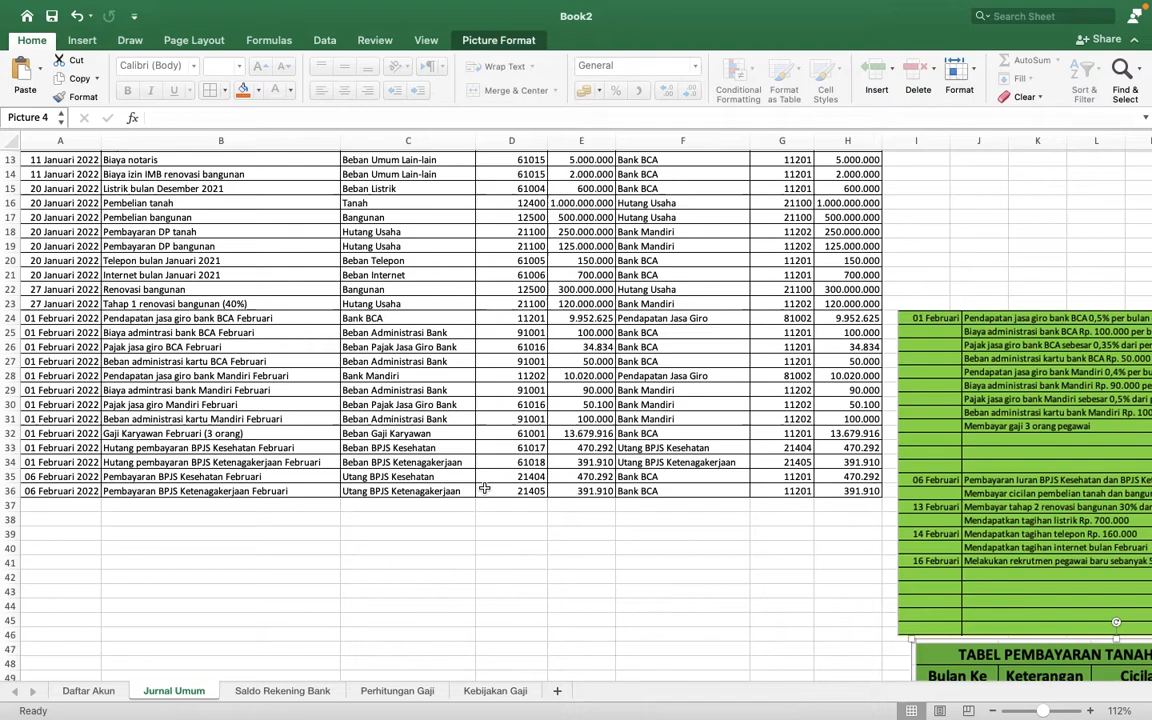 Book2
Search Sheet
Home Insert Draw Page Layout Formulas Data Review View Picture Format Share
Paste Cut Copy Format
Calibri (Body)
A A
B I U A
Wrap Text
Merge & Center
General
%
Conditional Formatting
Format as Table
Cell Styles
Insert Delete Format
AutoSum
Fill
Clear
Sort & Filter
Find & Select
Picture 4 fx
A B C D E F G H I J K L
13 11 Januari 2022 Biaya notaris Beban Umum Lain-lain 61015 5.000.000 Bank BCA 11201 5.000.000
14 11 Januari 2022 Biaya izin IMB renovasi bangunan Beban Umum Lain-lain 61015 2.000.000 Bank BCA 11201 2.000.000
15 20 Januari 2022 Listrik bulan Desember 2021 Beban Listrik 61004 600.000 Bank BCA 11201 600.000
16 20 Januari 2022 Pembelian tanah Tanah 12400 1.000.000.000 Hutang Usaha 21100 1.000.000.000
17 20 Januari 2022 Pembelian bangunan Bangunan 12500 500.000.000 Hutang Usaha 21100 500.000.000
18 20 Januari 2022 Pembayaran DP tanah Hutang Usaha 21100 250.000.000 Bank Mandiri 11202 250.000.000
19 20 Januari 2022 Pembayaran DP bangunan Hutang Usaha 21100 125.000.000 Bank Mandiri 11202 125.000.000
20 20 Januari 2022 Telepon bulan Januari 2021 Beban Telepon 61005 150.000 Bank BCA 11201 150.000
21 20 Januari 2022 Internet bulan Januari 2021 Beban Internet 61006 700.000 Bank BCA 11201 700.000
22 27 Januari 2022 Renovasi bangunan Bangunan 12500 300.000.000 Hutang Usaha 21100 300.000.000
23 27 Januari 2022 Tahap 1 renovasi bangunan (40%) Hutang Usaha 21100 120.000.000 Bank Mandiri 11202 120.000.000
24 01 Februari 2022 Pendapatan jasa giro bank BCA Februari Bank BCA 11201 9.952.625 Pendapatan Jasa Giro 81002 9.952.625 01 Februari Pendapatan jasa giro bank BCA 0,5% per bulan
25 01 Februari 2022 Biaya admintrasi bank BCA Februari Beban Administrasi Bank 91001 100.000 Bank BCA 11201 100.000 Biaya administrasi bank BCA Rp. 100.000 per b
26 01 Februari 2022 Pajak jasa giro BCA Februari Beban Pajak Jasa Giro Bank 61016 34.834 Bank BCA 11201 34.834 Pajak jasa giro bank BCA sebesar 0,35% dari per
27 01 Februari 2022 Beban administrasi kartu BCA Februari Beban Administrasi Bank 91001 50.000 Bank BCA 11201 50.000 Beban administrasi kartu bank BCA Rp. 50.000
28 01 Februari 2022 Pendapatan jasa giro bank Mandiri Februari Bank Mandiri 11202 10.020.000 Pendapatan Jasa Giro 81002 10.020.000 Pendapatan jasa giro bank Mandiri 0,4% per bu
29 01 Februari 2022 Biaya admintrasi bank Mandiri Februari Beban Administrasi Bank 91001 90.000 Bank Mandiri 11202 90.000 Biaya administrasi bank Mandiri Rp. 90.000 pe
30 01 Februari 2022 Pajak jasa giro Mandiri Februari Beban Pajak Jasa Giro Bank 61016 50.100 Bank Mandiri 11202 50.100 Pajak jasa giro bank Mandiri sebesar 0,5% dar
31 01 Februari 2022 Beban administrasi kartu Mandiri Februari Beban Administrasi Bank 91001 50.000 Bank Mandiri 11202 50.000 Beban administrasi kartu bank Mandiri Rp. 100
32 01 Februari 2022 Gaji Karyawan Februari (3 orang) Beban Gaji Karyawan 61001 13.679.916 Bank BCA 11201 13.679.916 Membayar gaji 3 orang pegawai
33 01 Februari 2022 Hutang pembayaran BPJS Kesehatan Februari Beban BPJS Kesehatan 61017 470.292 Utang BPJS Kesehatan 21404 470.292
34 01 Februari 2022 Hutang pembayaran BPJS Ketenagakerjaan Februari Beban BPJS Ketenagakerjaan 61018 391.910 Utang BPJS Ketenagakerjaan 21405 391.910
35 06 Februari 2022 Pembayaran BPJS Kesehatan Februari Utang BPJS Kesehatan 21404 470.292 Bank BCA 11201 470.292
36 06 Februari 2022 Pembayaran BPJS Ketenagakerjaan Februari Utang BPJS Ketenagakerjaan 21405 391.910 Bank BCA 11201 391.910 06 Februari Pembayaran Iuran BPJS Kesehatan dan BPJS Ket
Membayar cicilan pembelian tanah dan bangun
37 13 Februari Membayar tahap 2 renovasi bangunan 30% dar
38 Mendapatkan tagihan listrik Rp. 700.000
39 14 Februari Mendapatkan tagihan telepon Rp. 160.000
40 Mendapatkan tagihan internet bulan Februari
41 16 Februari Melakukan rekrutmen pegawai baru sebanyak 5
42
43
44
45
46
47 TABEL PEMBAYARAN TANAH
48 Bulan Ke Keterangan Cicila
49
Daftar Akun Jurnal Umum Saldo Rekening Bank Perhitungan Gaji Kebijakan Gaji
Ready 112%